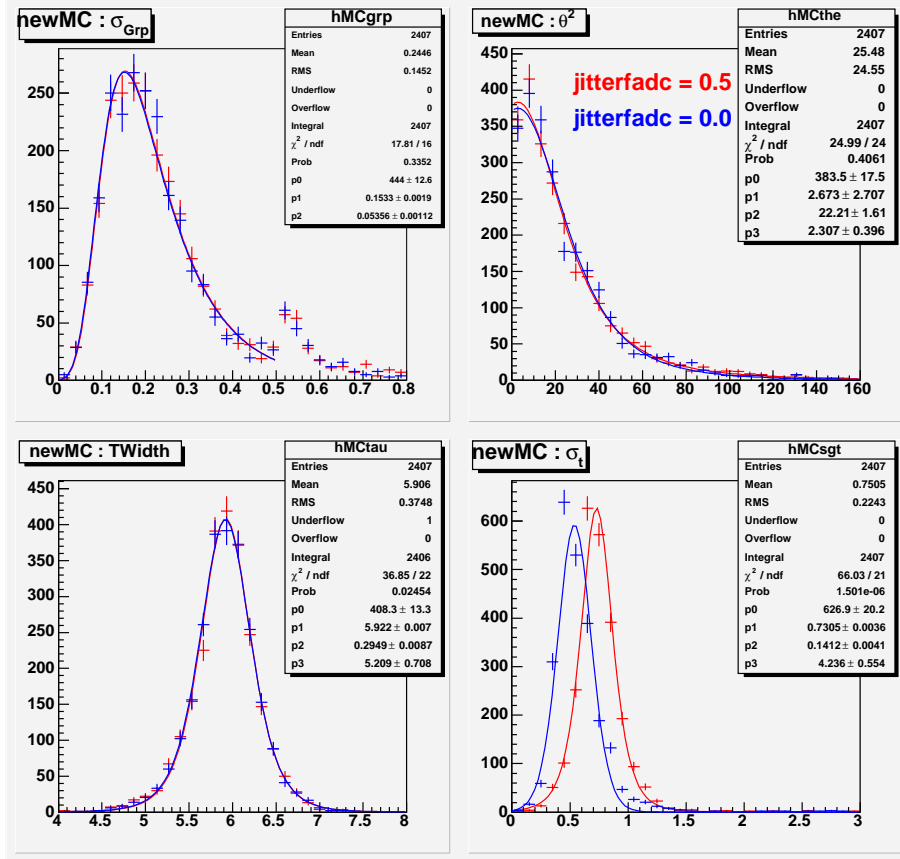 newMC : σGrp
hMCgrp
Entries 2407
Mean 0.2446
RMS 0.1452
Underflow 0
Overflow 0
Integral 2407
χ² / ndf 17.81 / 16
Prob 0.3352
p0 444 ± 12.6
p1 0.1533 ± 0.0019
p2 0.05356 ± 0.00112
250
200
150
100
50
0
0 0.1 0.2 0.3 0.4 0.5 0.6 0.7 0.8
newMC : θ²
hMCthe
Entries 2407
Mean 25.48
RMS 24.55
Underflow 0
Overflow 0
Integral 2407
χ² / ndf 24.99 / 24
Prob 0.4061
p0 383.5 ± 17.5
p1 2.673 ± 2.707
p2 22.21 ± 1.61
p3 2.307 ± 0.396
jitterfadc = 0.5
jitterfadc = 0.0
450
400
350
300
250
200
150
100
50
0
0 20 40 60 80 100 120 140 160
newMC : TWidth
hMCtau
Entries 2407
Mean 5.906
RMS 0.3748
Underflow 1
Overflow 0
Integral 2406
χ² / ndf 36.85 / 22
Prob 0.02454
p0 408.3 ± 13.3
p1 5.922 ± 0.007
p2 0.2949 ± 0.0087
p3 5.209 ± 0.708
450
400
350
300
250
200
150
100
50
0
4 4.5 5 5.5 6 6.5 7 7.5 8
newMC : σt
hMCsgt
Entries 2407
Mean 0.7505
RMS 0.2243
Underflow 0
Overflow 0
Integral 2407
χ² / ndf 66.03 / 21
Prob 1.501e-06
p0 626.9 ± 20.2
p1 0.7305 ± 0.0036
p2 0.1412 ± 0.0041
p3 4.236 ± 0.554
600
500
400
300
200
100
0
0 0.5 1 1.5 2 2.5 3